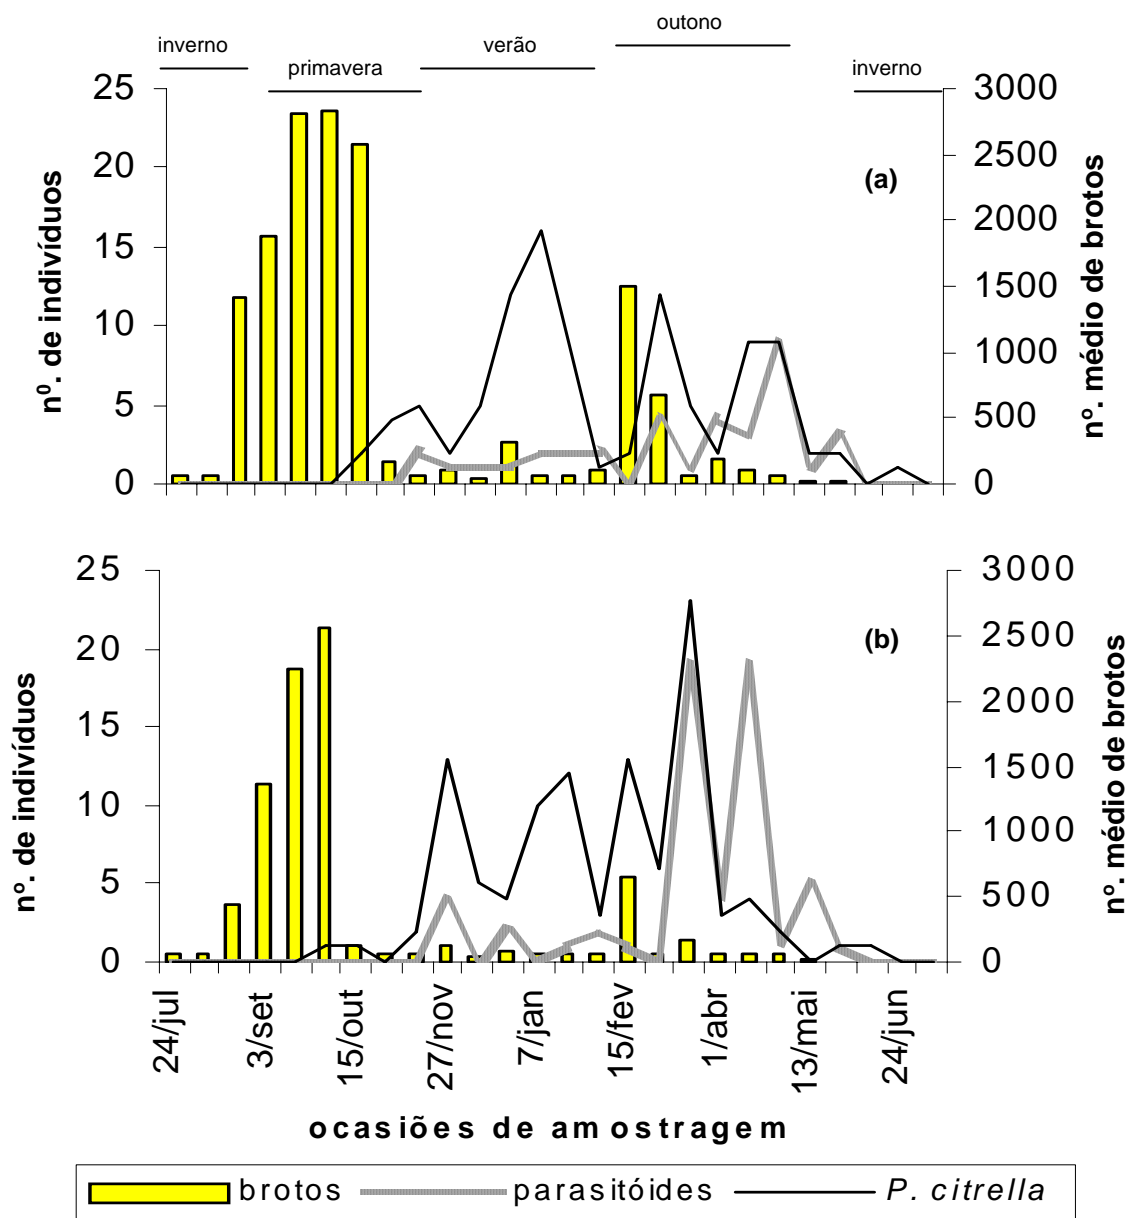 outono
inverno
verão
primavera
inverno
25
20
15
10
5
0
nº. de indivíduos
(a)
3000
2500
2000
1500
1000
500
0
nº. médio de brotos
25
20
15
10
5
0
nº. de indivíduos
(b)
3000
2500
2000
1500
1000
500
0
nº. médio de brotos
24/jul
3/set
15/out
27/nov
7/jan
15/fev
1/abr
13/mai
24/jun
ocasiões de amostragem
brotos parasitóides P. citrella